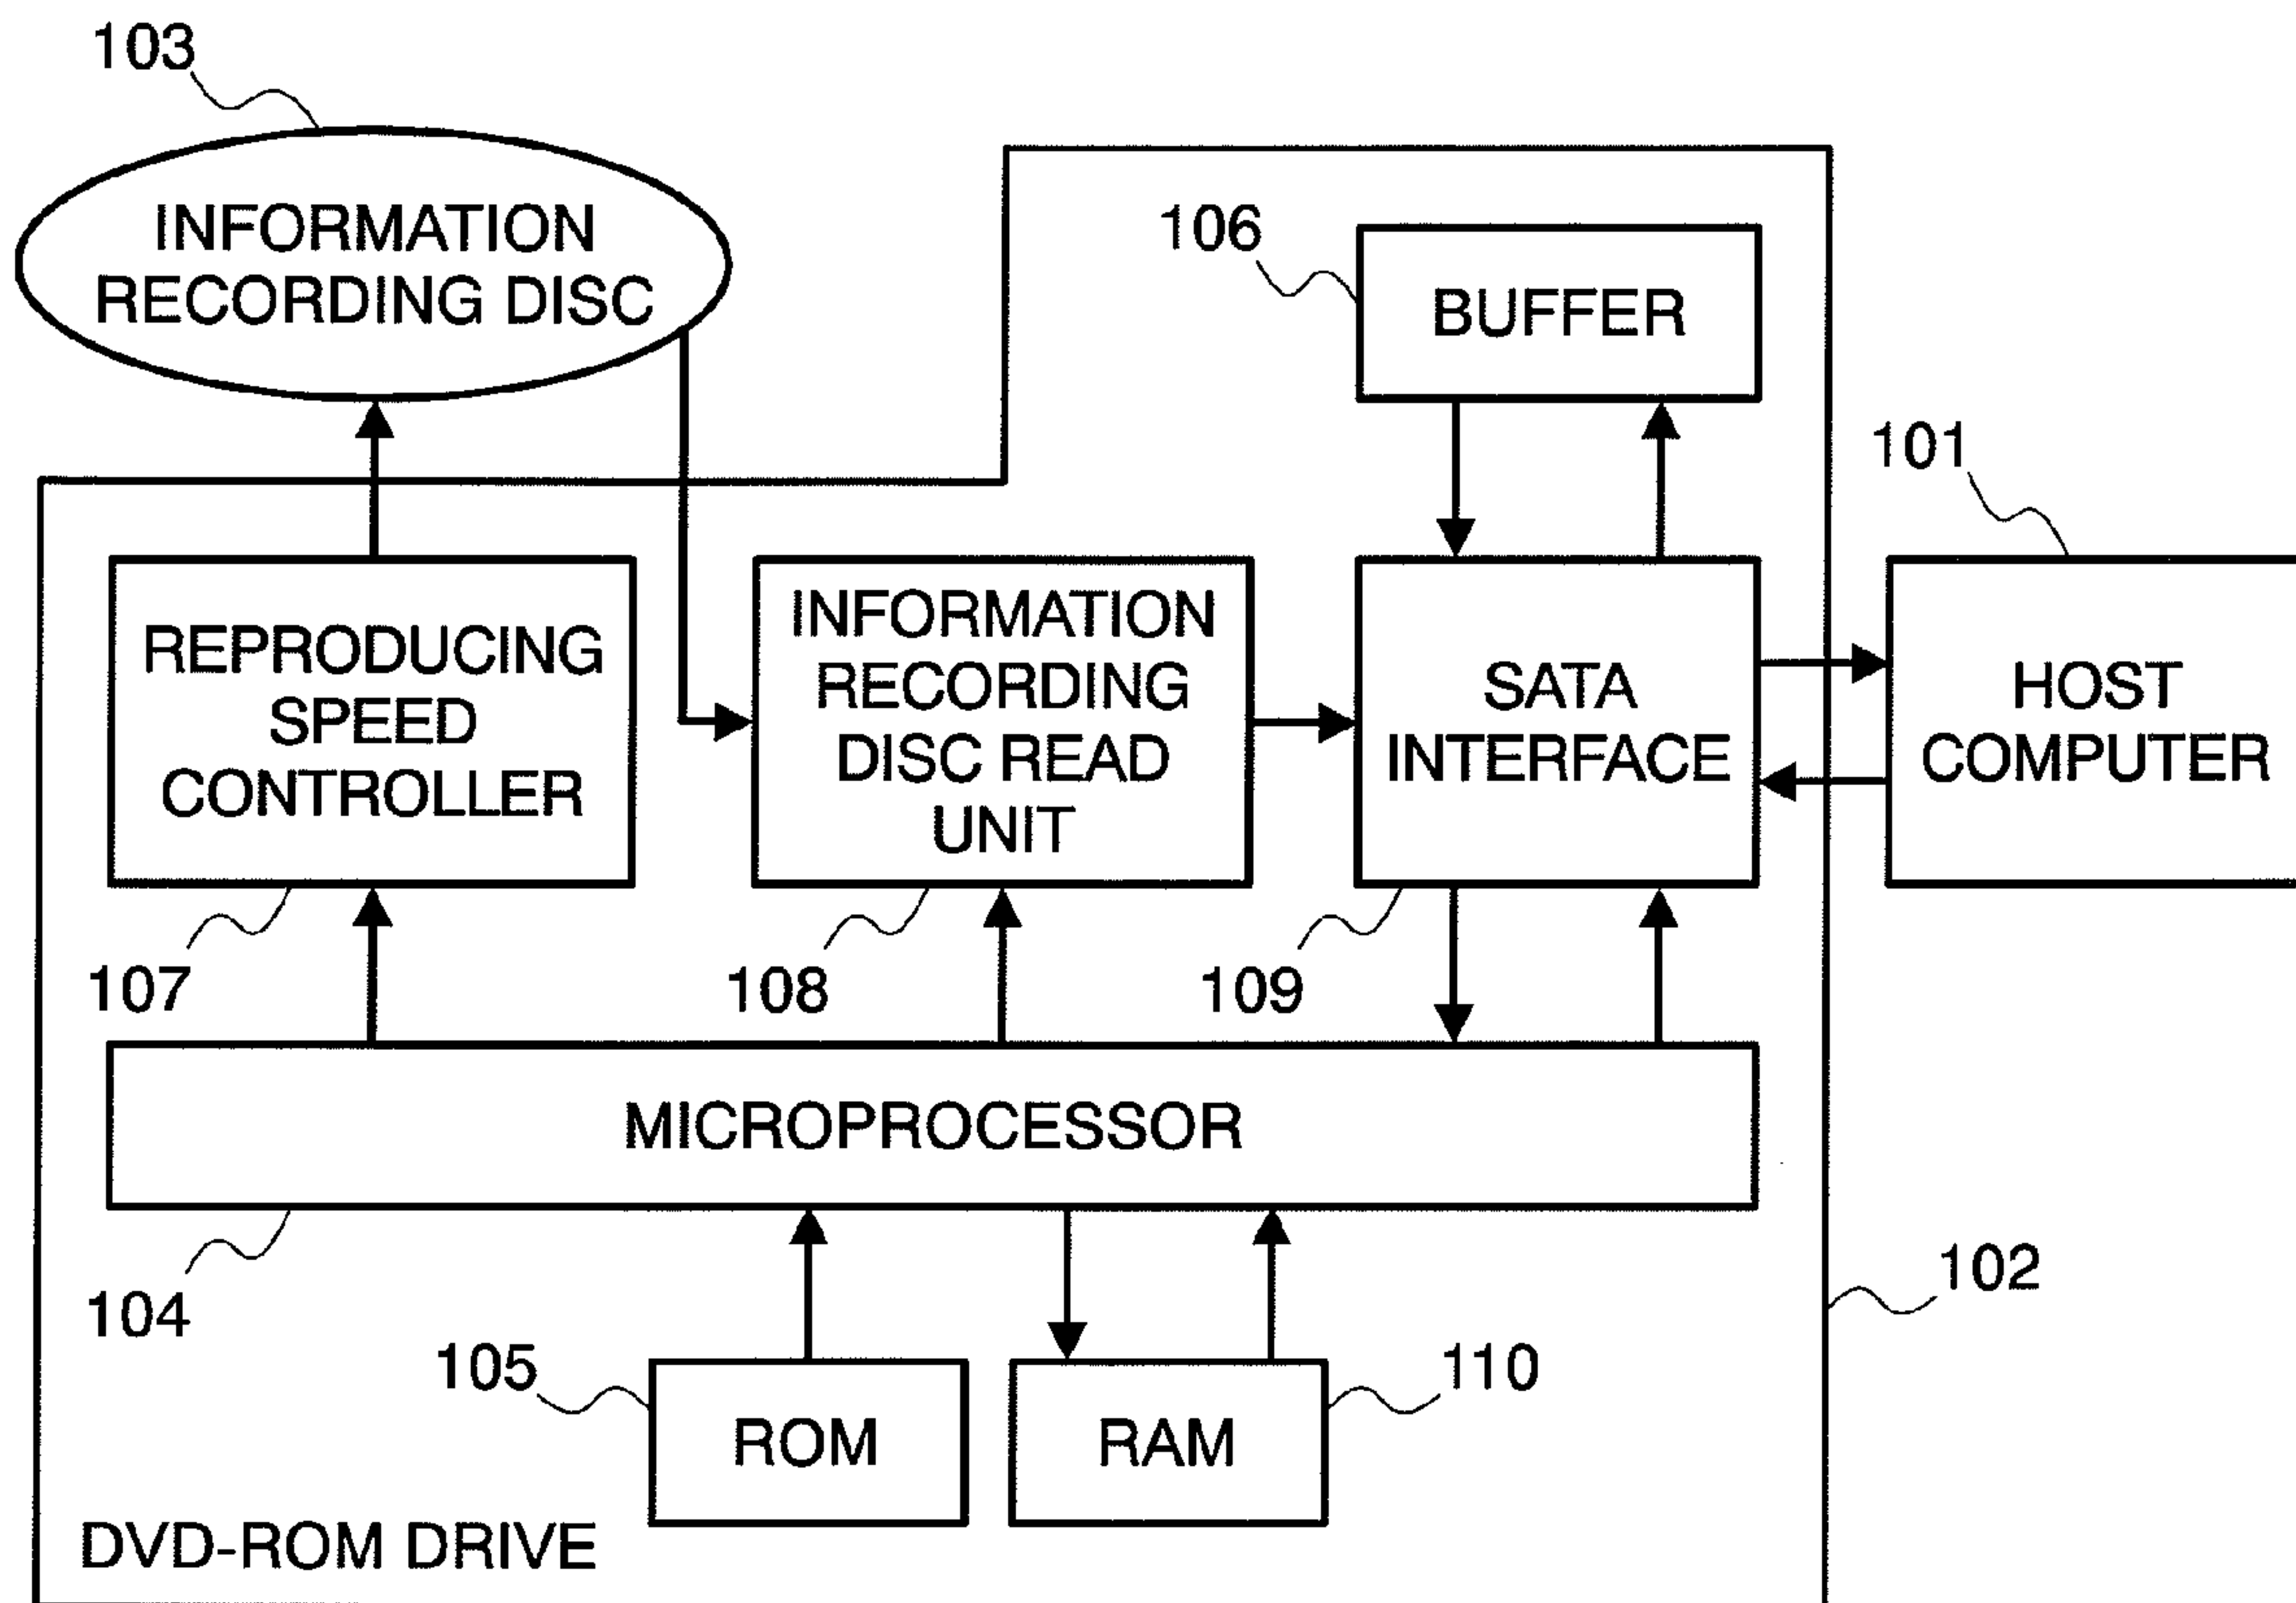 103
INFORMATION
RECORDING DISC
106
BUFFER
101
REPRODUCING
SPEED
CONTROLLER
INFORMATION
RECORDING
DISC READ
UNIT
SATA
INTERFACE
HOST
COMPUTER
107
108
109
MICROPROCESSOR
104
102
105
ROM
RAM
110
DVD-ROM DRIVE